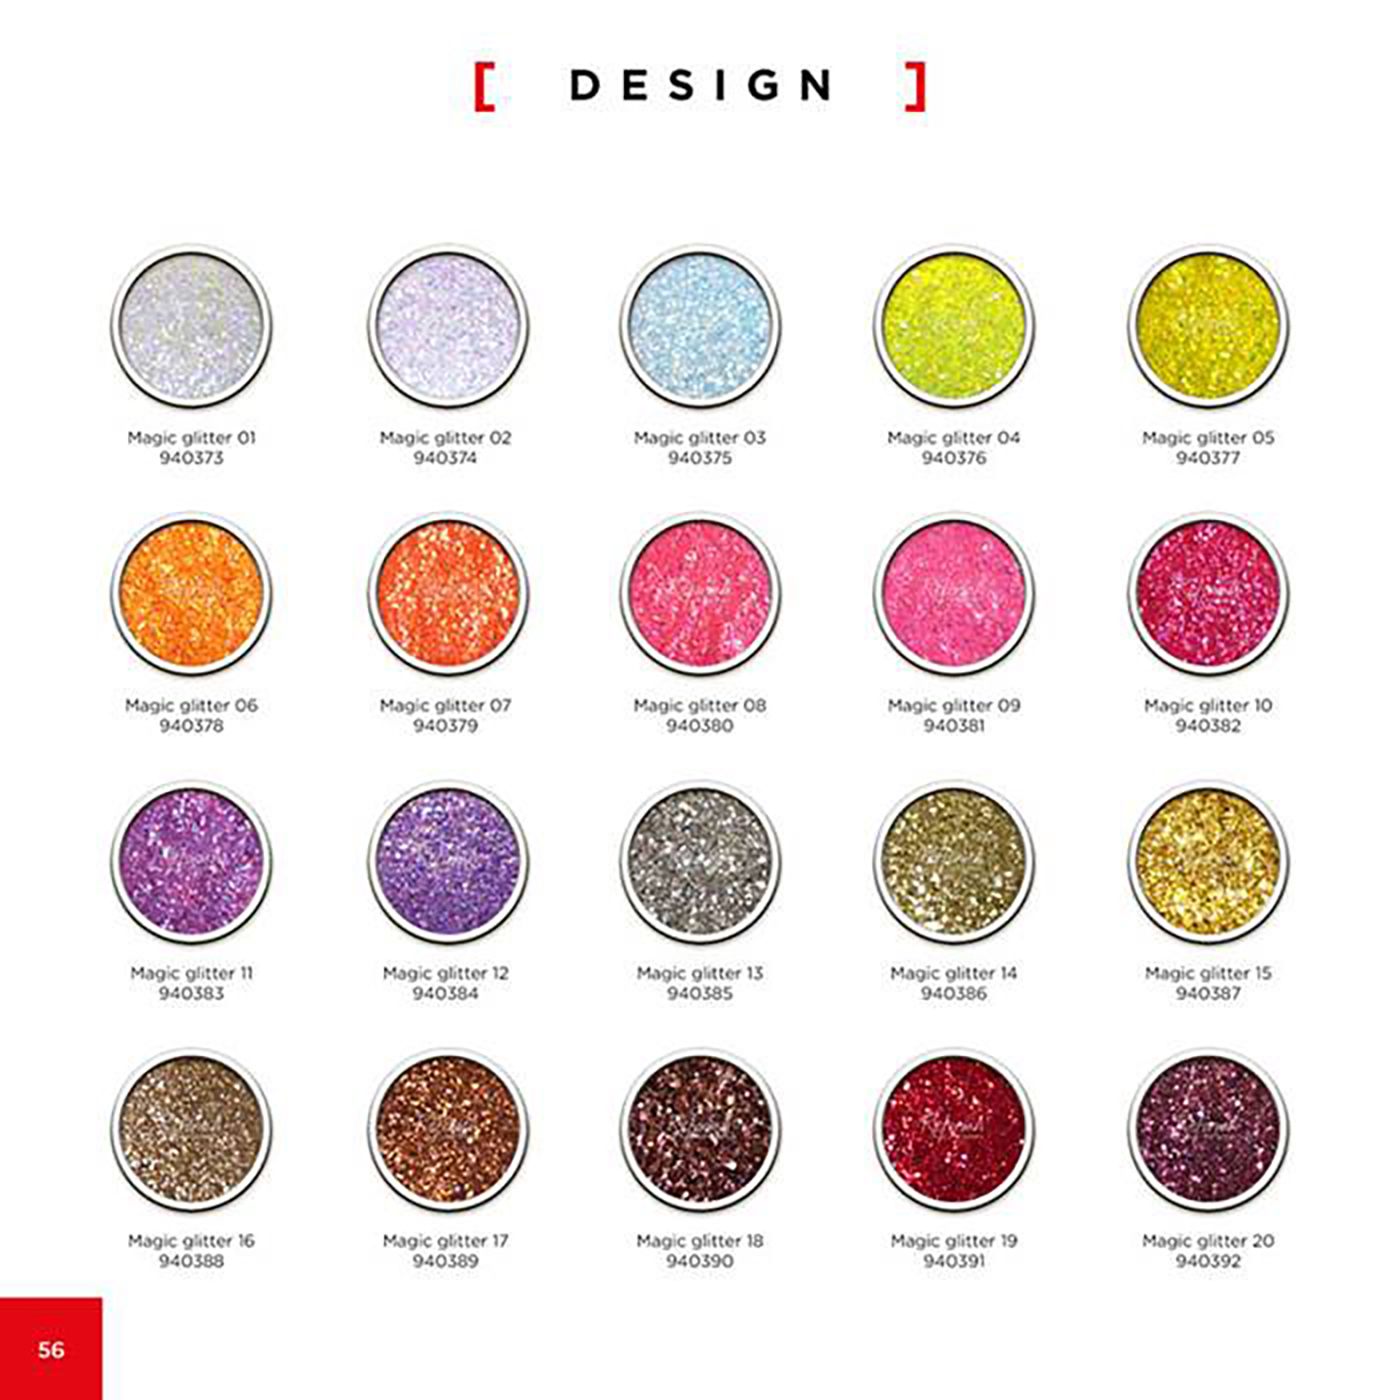 [ DESIGN ]
Magic glitter 01
940373
Magic glitter 02
940374
Magic glitter 03
940375
Magic glitter 04
940376
Magic glitter 05
940377
Magic glitter 06
940378
Magic glitter 07
940379
Magic glitter 08
940380
Magic glitter 09
940381
Magic glitter 10
940382
Magic glitter 11
940383
Magic glitter 12
940384
Magic glitter 13
940385
Magic glitter 14
940386
Magic glitter 15
940387
Magic glitter 16
940388
Magic glitter 17
940389
Magic glitter 18
940390
Magic glitter 19
940391
Magic glitter 20
940392
56